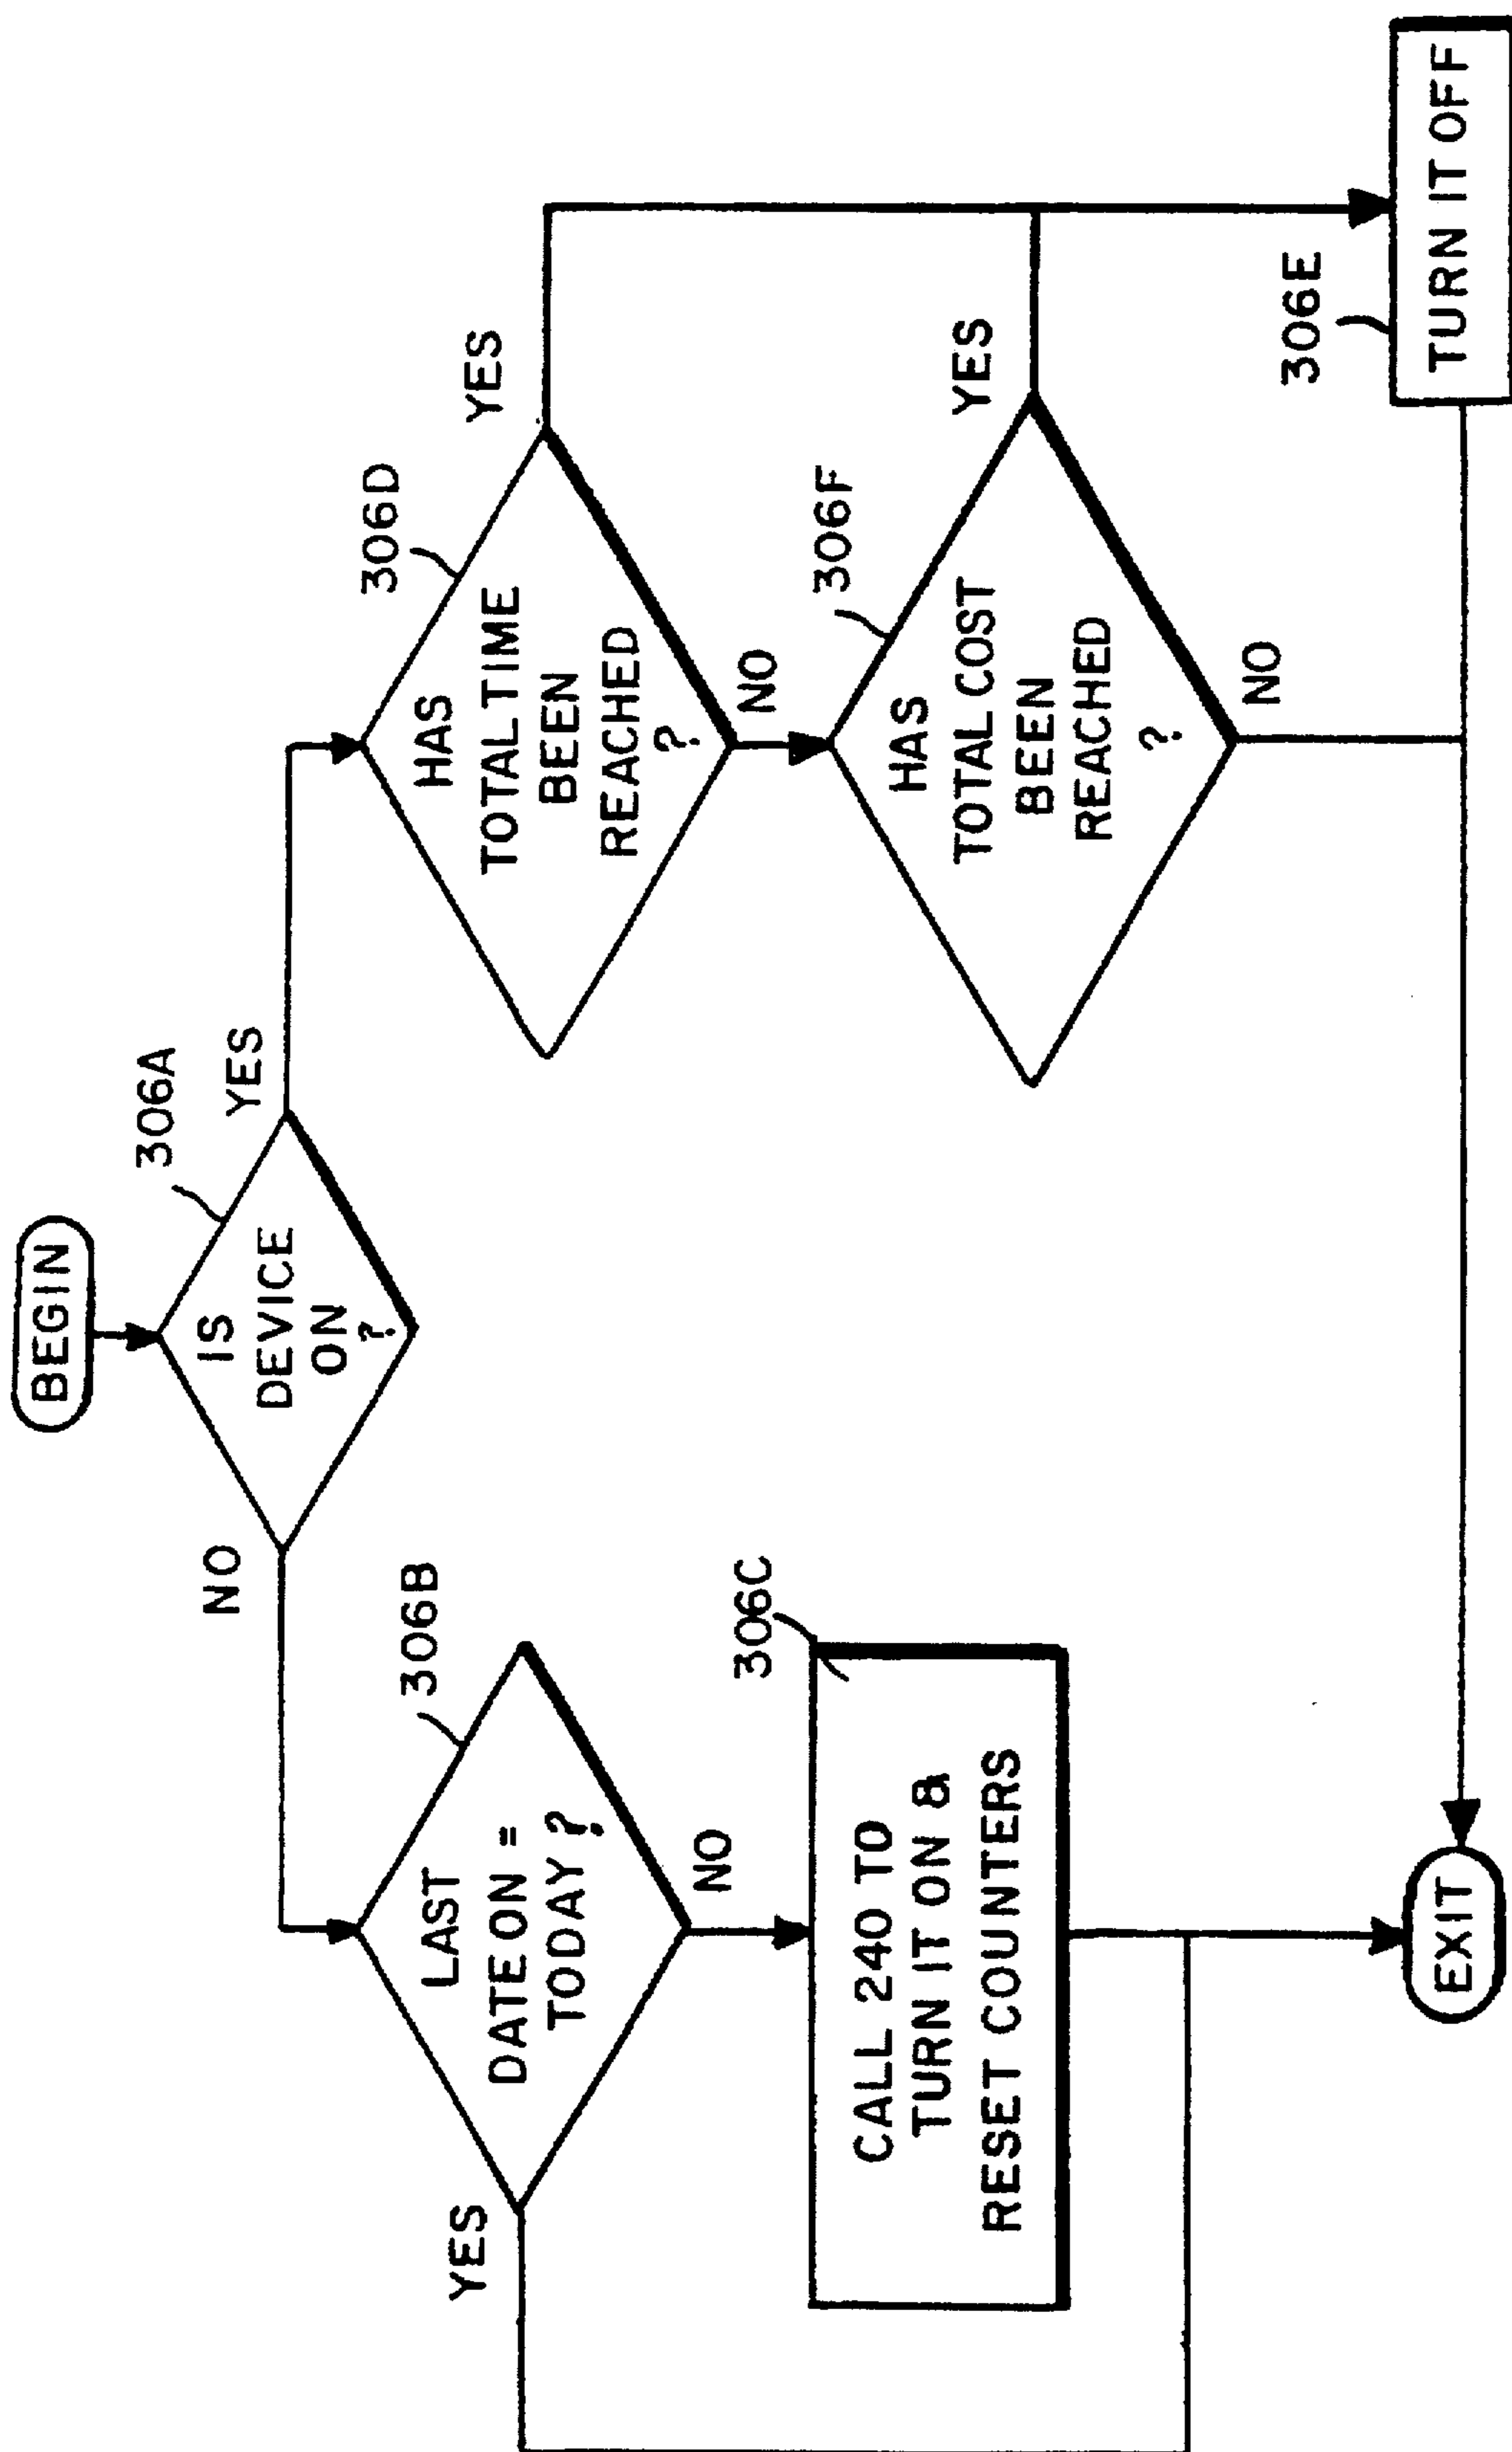 BEGIN
306A
IS
DEVICE
ON
?
NO
YES
306B
LAST
DATE ON =
TODAY ?
YES
NO
306C
CALL 240 TO
TURN IT ON &
RESET COUNTERS
306D
HAS
TOTAL TIME
BEEN
REACHED
?
YES
NO
306F
HAS
TOTAL COST
BEEN
REACHED
?
YES
NO
306E
TURN IT OFF
EXIT